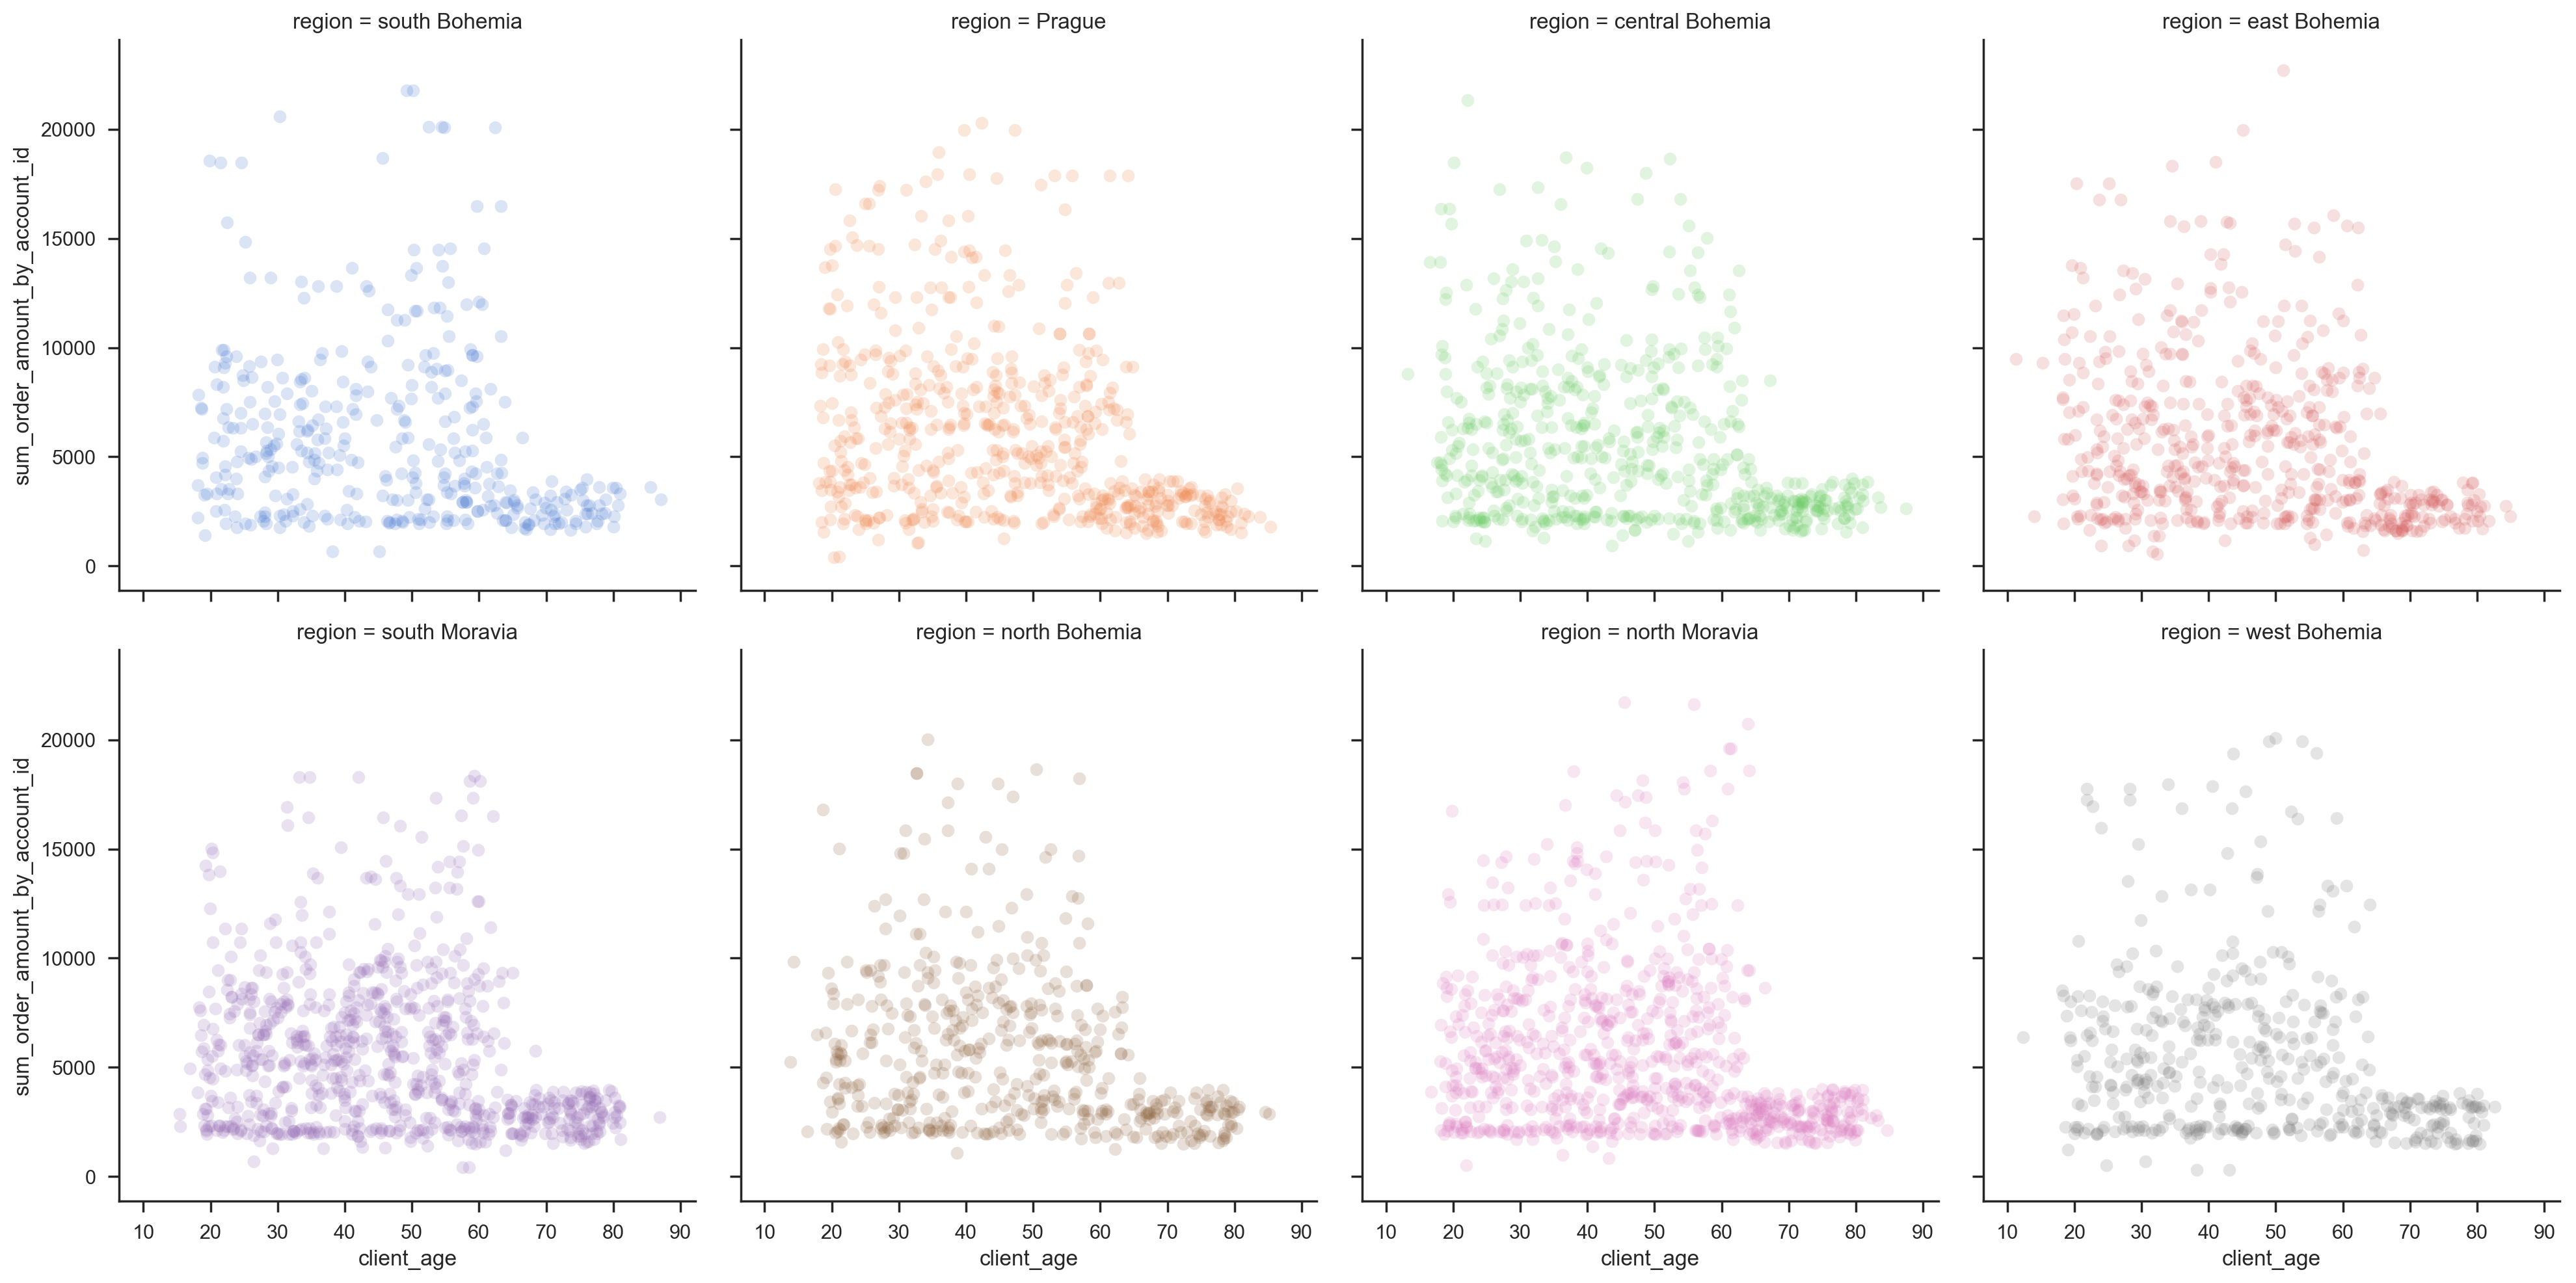 region = south Bohemia
region = Prague
region = central Bohemia
region = east Bohemia
sum_order_amount_by_account_id
20000
15000
10000
5000
0
region = south Moravia
region = north Bohemia
region = north Moravia
region = west Bohemia
sum_order_amount_by_account_id
20000
15000
10000
5000
0
10 20 30 40 50 60 70 80 90
10 20 30 40 50 60 70 80 90
10 20 30 40 50 60 70 80 90
10 20 30 40 50 60 70 80 90
client_age
client_age
client_age
client_age